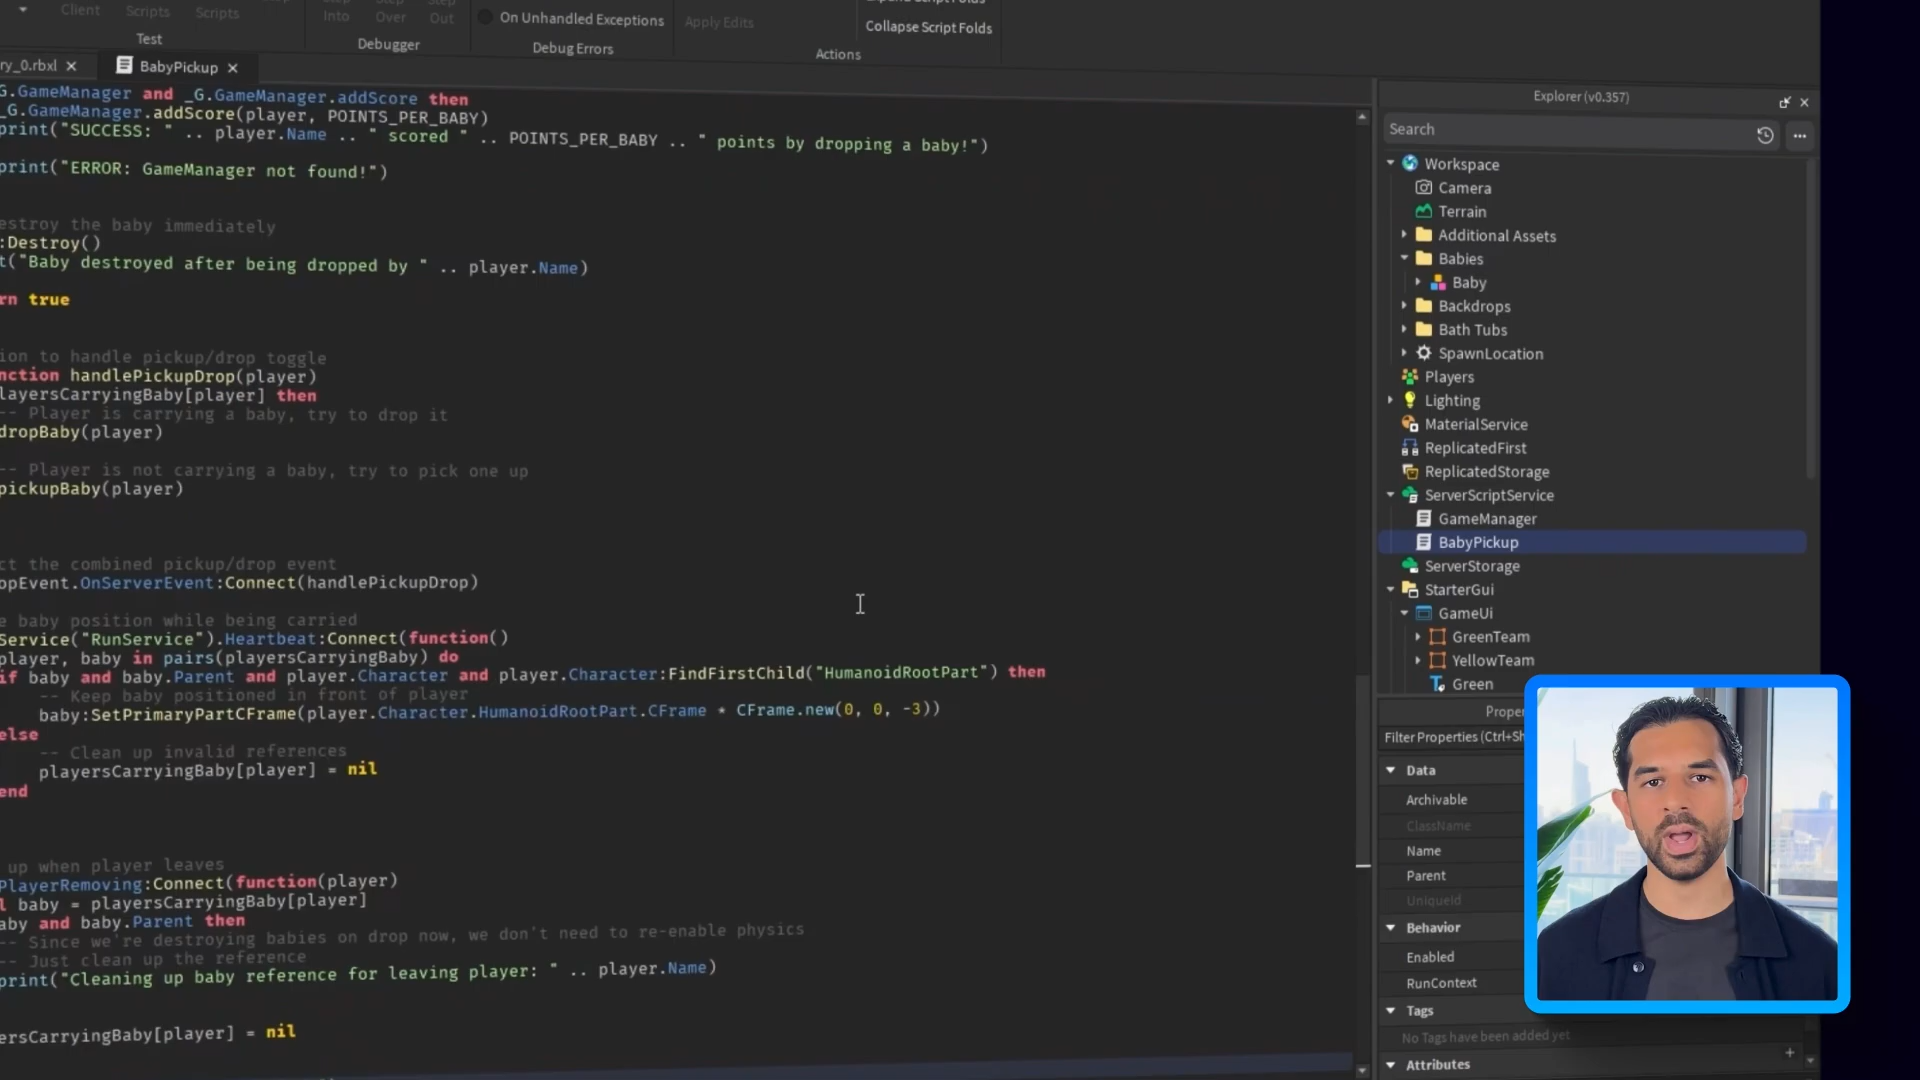 Client
Scripts
Scripts
Test
Step
Into
Step
Over
Step
Out
Debugger
On Unhandled Exceptions
Debug Errors
Apply Edits
Expand Script Folds
Collapse Script Folds
Actions
ry_0.rbxl
BabyPickup
G.GameManager and _G.GameManager.addScore then
_G.GameManager.addScore(player, POINTS_PER_BABY)
print("SUCCESS: " .. player.Name .. " scored " .. POINTS_PER_BABY .. " points by dropping a baby!")
print("ERROR: GameManager not found!")
estroy the baby immediately
:Destroy()
t("Baby destroyed after being dropped by " .. player.Name)
rn true
ion to handle pickup/drop toggle
nction handlePickupDrop(player)
layersCarryingBaby[player] then
-- Player is carrying a baby, try to drop it
dropBaby(player)
-- Player is not carrying a baby, try to pick one up
pickupBaby(player)
ct the combined pickup/drop event
opEvent.OnServerEvent:Connect(handlePickupDrop)
e baby position while being carried
Service("RunService").Heartbeat:Connect(function()
player, baby in pairs(playersCarryingBaby) do
if baby and baby.Parent and player.Character and player.Character:FindFirstChild("HumanoidRootPart") then
-- Keep baby positioned in front of player
baby:SetPrimaryPartCFrame(player.Character.HumanoidRootPart.CFrame * CFrame.new(0, 0, -3))
else
-- Clean up invalid references
playersCarryingBaby[player] = nil
end
up when player leaves
PlayerRemoving:Connect(function(player)
l baby = playersCarryingBaby[player]
aby and baby.Parent then
-- Since we're destroying babies on drop now, we don't need to re-enable physics
-- Just clean up the reference
print("Cleaning up baby reference for leaving player: " .. player.Name)
ersCarryingBaby[player] = nil
Explorer (v0.357)
Search
Workspace
Camera
Terrain
Additional Assets
Babies
Baby
Backdrops
Bath Tubs
SpawnLocation
Players
Lighting
MaterialService
ReplicatedFirst
ReplicatedStorage
ServerScriptService
GameManager
BabyPickup
ServerStorage
StarterGui
GameUi
GreenTeam
YellowTeam
Green
Proper
Filter Properties (Ctrl+Sh
Data
Archivable
ClassName
Name
Parent
UniqueId
Behavior
Enabled
RunContext
Tags
No Tags have been added yet
Attributes